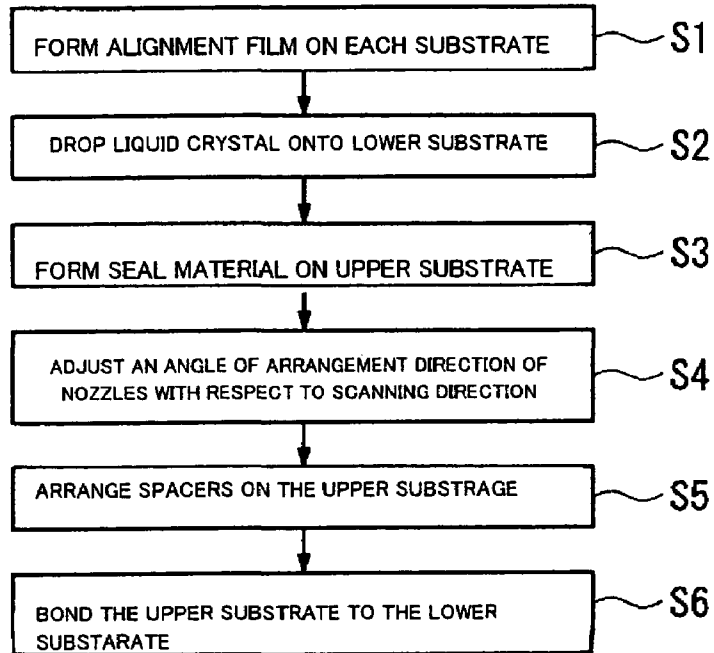 FORM ALIGNMENT FILM ON EACH SUBSTRATE
S1
DROP LIQUID CRYSTAL ONTO LOWER SUBSTRATE
S2
FORM SEAL MATERIAL ON UPPER SUBSTRATE
S3
ADJUST AN ANGLE OF ARRANGEMENT DIRECTION OF
NOZZLES WITH RESPECT TO SCANNING DIRECTION
S4
ARRANGE SPACERS ON THE UPPER SUBSTRAGE
S5
BOND THE UPPER SUBSTRATE TO THE LOWER
SUBSTARATE
S6